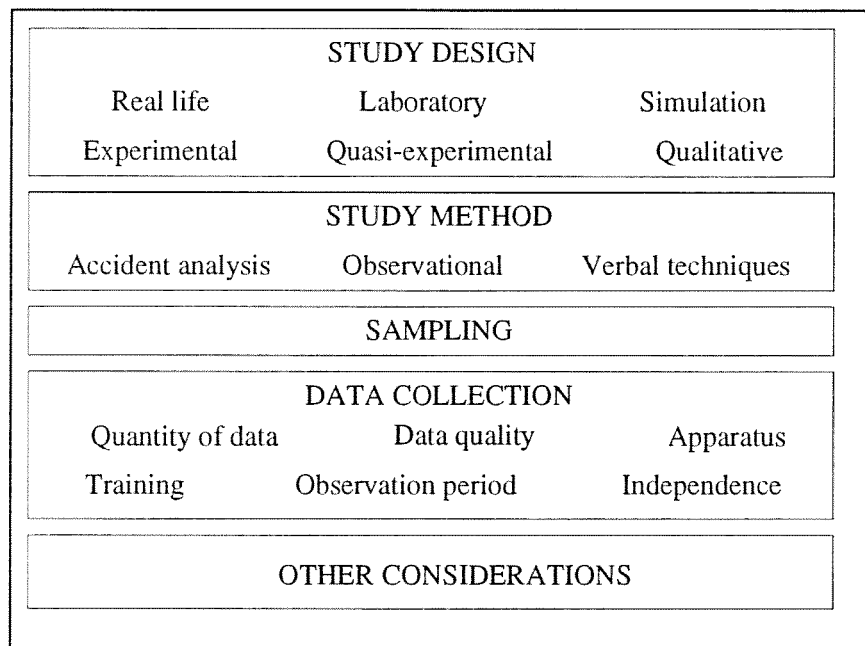 STUDY DESIGN
Real life Laboratory Simulation
Experimental Quasi-experimental Qualitative
STUDY METHOD
Accident analysis Observational Verbal techniques
SAMPLING
DATA COLLECTION
Quantity of data Data quality Apparatus
Training Observation period Independence
OTHER CONSIDERATIONS